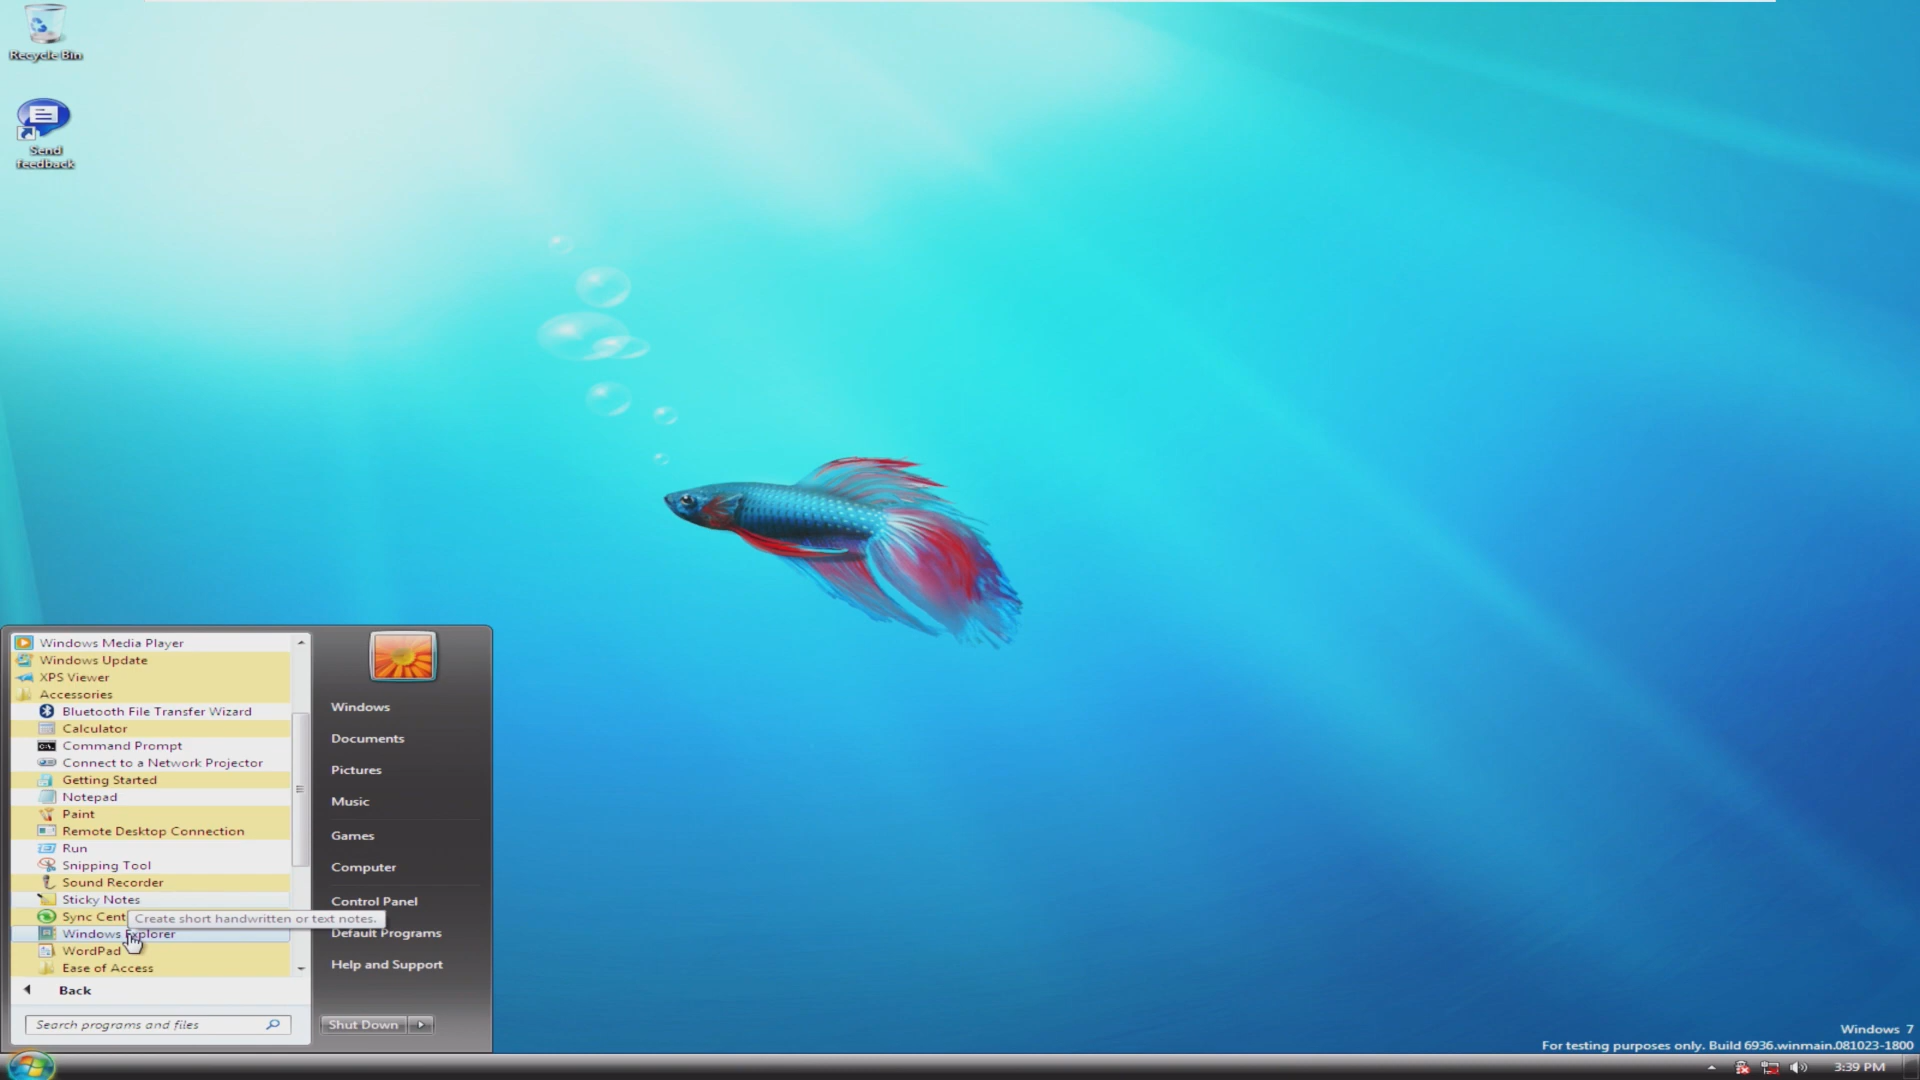 Recycle Bin
Send
feedback
Windows Media Player
Windows Update
XPS Viewer
Accessories
Bluetooth File Transfer Wizard
Calculator
Command Prompt
Connect to a Network Projector
Getting Started
Notepad
Paint
Remote Desktop Connection
Run
Snipping Tool
Sound Recorder
Sticky Notes
Sync Cent
Create short handwritten or text notes.
Windows Explorer
WordPad
Ease of Access
Back
Search programs and files
Windows
Documents
Pictures
Music
Games
Computer
Control Panel
Default Programs
Help and Support
Shut Down
Windows 7
For testing purposes only. Build 6936.winmain.081023-1800
3:39 PM